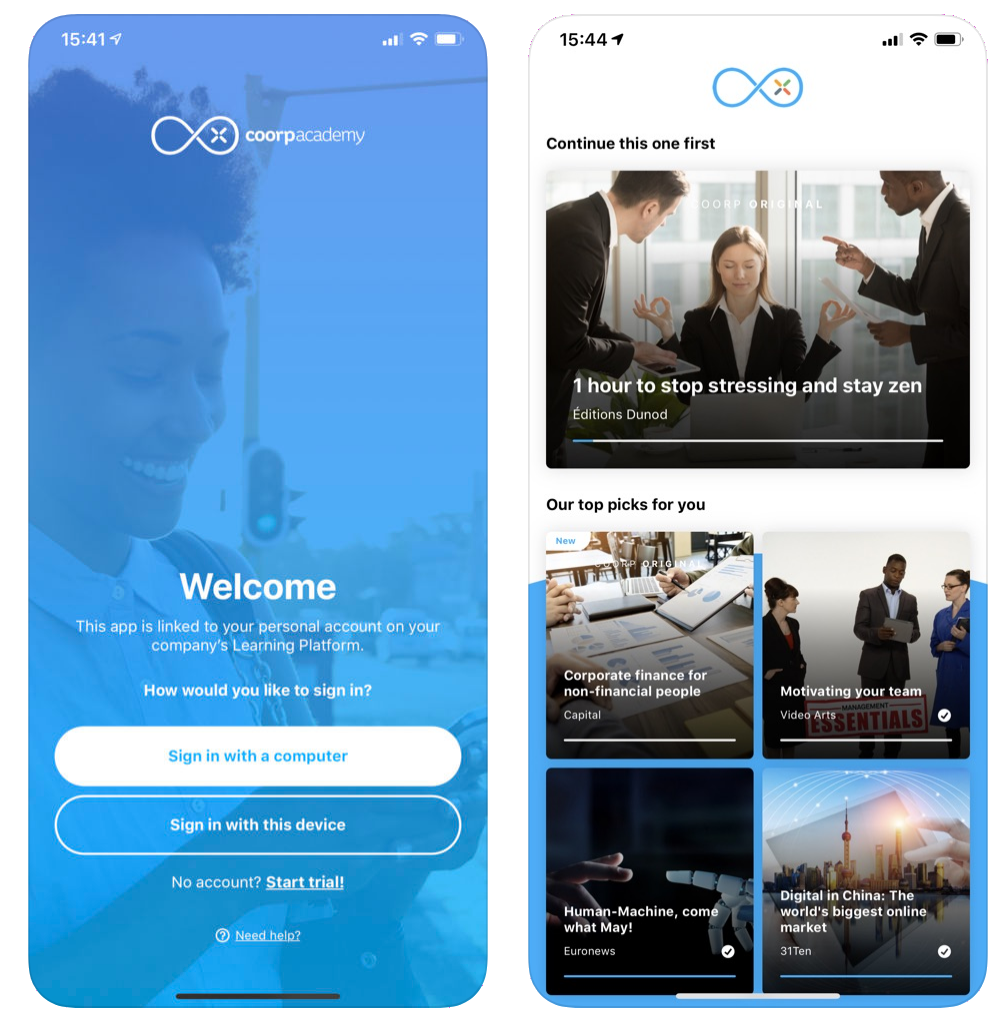 15:41
coorpacademy
Welcome
This app is linked to your personal account on your
company's Learning Platform.
How would you like to sign in?
Sign in with a computer
Sign in with this device
No account? Start trial!
Need help?
15:44
Continue this one first
COORP ORIGINAL
1 hour to stop stressing and stay zen
Éditions Dunod
Our top picks for you
New
COORP ORIGINAL
Corporate finance for
non-financial people
Capital
Motivating your team
MANAGEMENT
Video Arts
ESSENTIALS
Human-Machine, come
what May!
Euronews
Digital in China: The
world's biggest online
market
31Ten